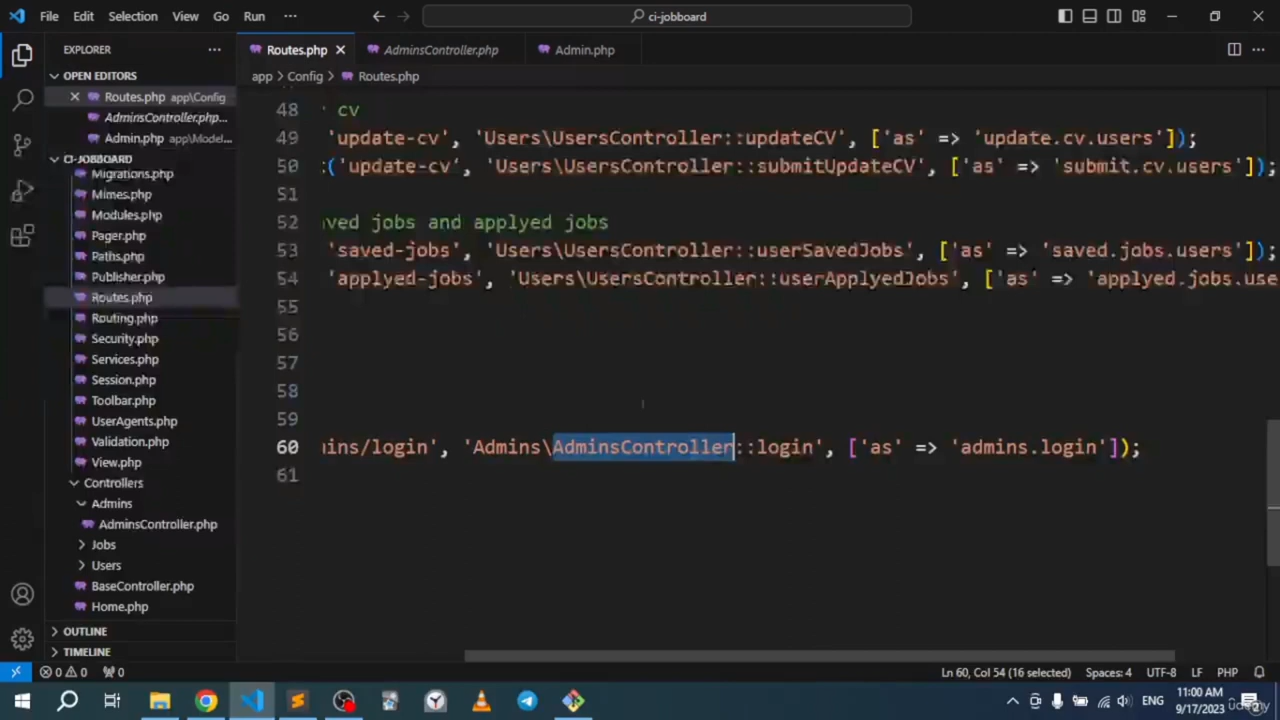 File Edit Selection View Go Run ··· ci-jobboard
EXPLORER ···
Routes.php AdminsController.php Admin.php ···
OPEN EDITORS
app > Config > Routes.php
Routes.php app\Config
AdminsController.php...
Admin.php app\Model...
CI-JOBBOARD
Migrations.php
Mimes.php
Modules.php
Pager.php
Paths.php
Publisher.php
Routes.php
Routing.php
Security.php
Services.php
Session.php
Toolbar.php
UserAgents.php
Validation.php
View.php
Controllers
Admins
AdminsController.php
Jobs
Users
BaseController.php
Home.php
OUTLINE
TIMELINE
48 cv
49 'update-cv', 'Users\UsersController::updateCV', ['as' => 'update.cv.users']);
50 :('update-cv', 'Users\UsersController::submitUpdateCV', ['as' => 'submit.cv.users']);
51
52 ved jobs and applyed jobs
53 'saved-jobs', 'Users\UsersController::userSavedJobs', ['as' => 'saved.jobs.users']);
54 'applyed-jobs', 'Users\UsersController::userApplyedJobs', ['as' => 'applyed.jobs.use
55
56
57
58
59
60 ins/login', 'Admins\AdminsController::login', ['as' => 'admins.login']);
61
0 0 0 Ln 60, Col 54 (16 selected) Spaces: 4 UTF-8 LF PHP
ENG 11:00 AM
9/17/2023
Udemy